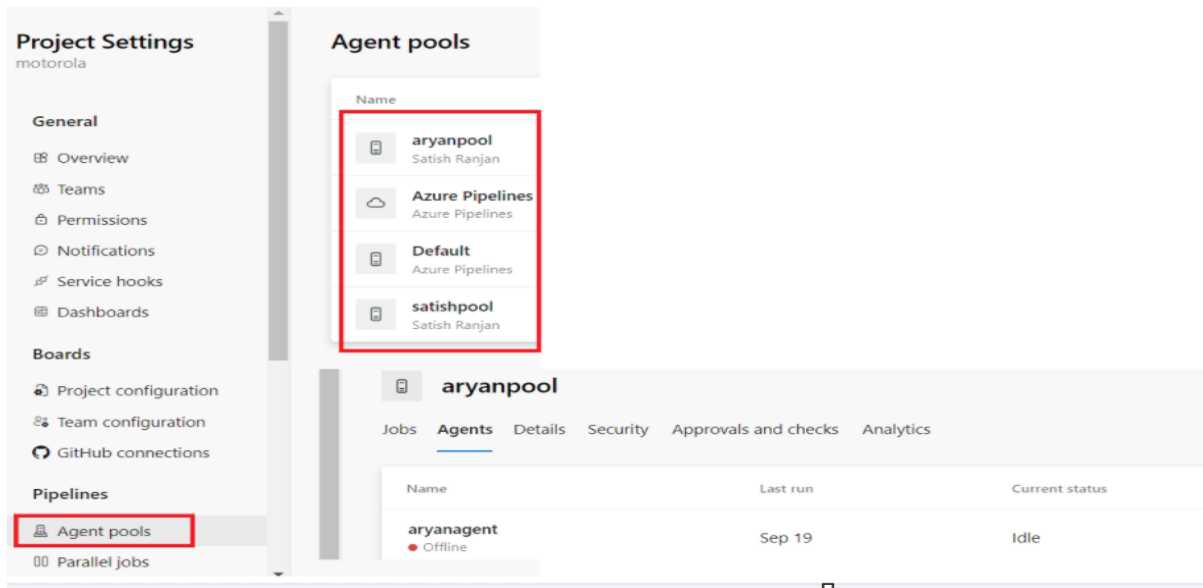 Project Settings
motorola
General
Overview
Teams
Permissions
Notifications
Service hooks
Dashboards
Boards
Project configuration
Team configuration
GitHub connections
Pipelines
Agent pools
Parallel jobs
Agent pools
Name
aryanpool
Satish Ranjan
Azure Pipelines
Azure Pipelines
Default
Azure Pipelines
satishpool
Satish Ranjan
aryanpool
Jobs Agents Details Security Approvals and checks Analytics
Name Last run Current status
aryanagent Sep 19 Idle
Offline